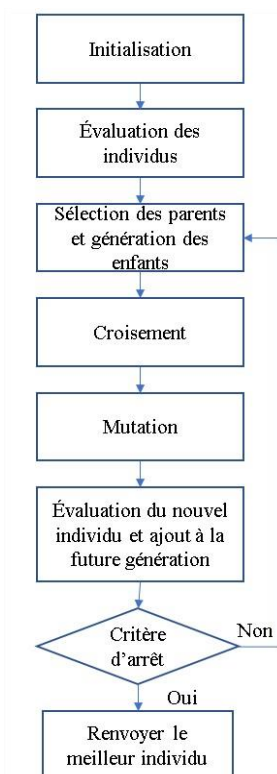 Initialisation
Évaluation des
individus
Sélection des parents
et génération des
enfants
Croisement
Mutation
Évaluation du nouvel
individu et ajout à la
future génération
Critère
d’arrêt
Non
Oui
Renvoyer le
meilleur individu